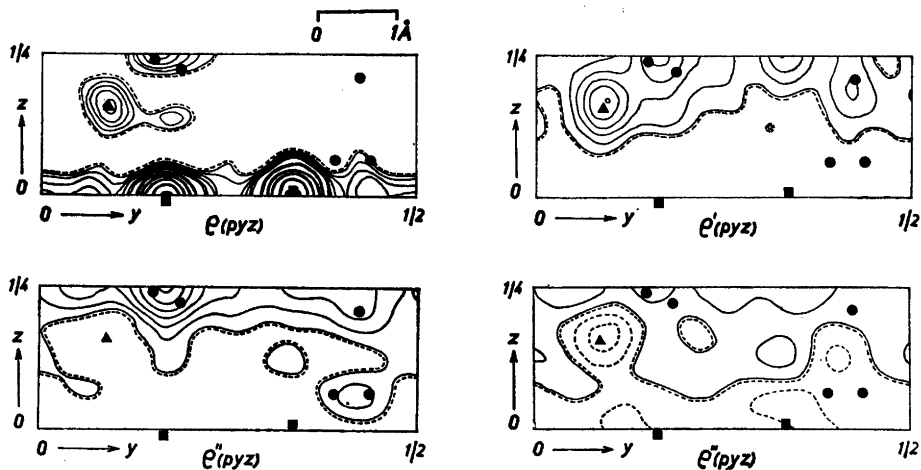 0 1Å
1/4
z
0
0 y 1/2
ϱ(pyz)
1/4
z
0
0 y 1/2
ϱ'(pyz)
1/4
z
0
0 y 1/2
ϱ"(pyz)
1/4
z
0
0 y 1/2
ϱ"'(pyz)